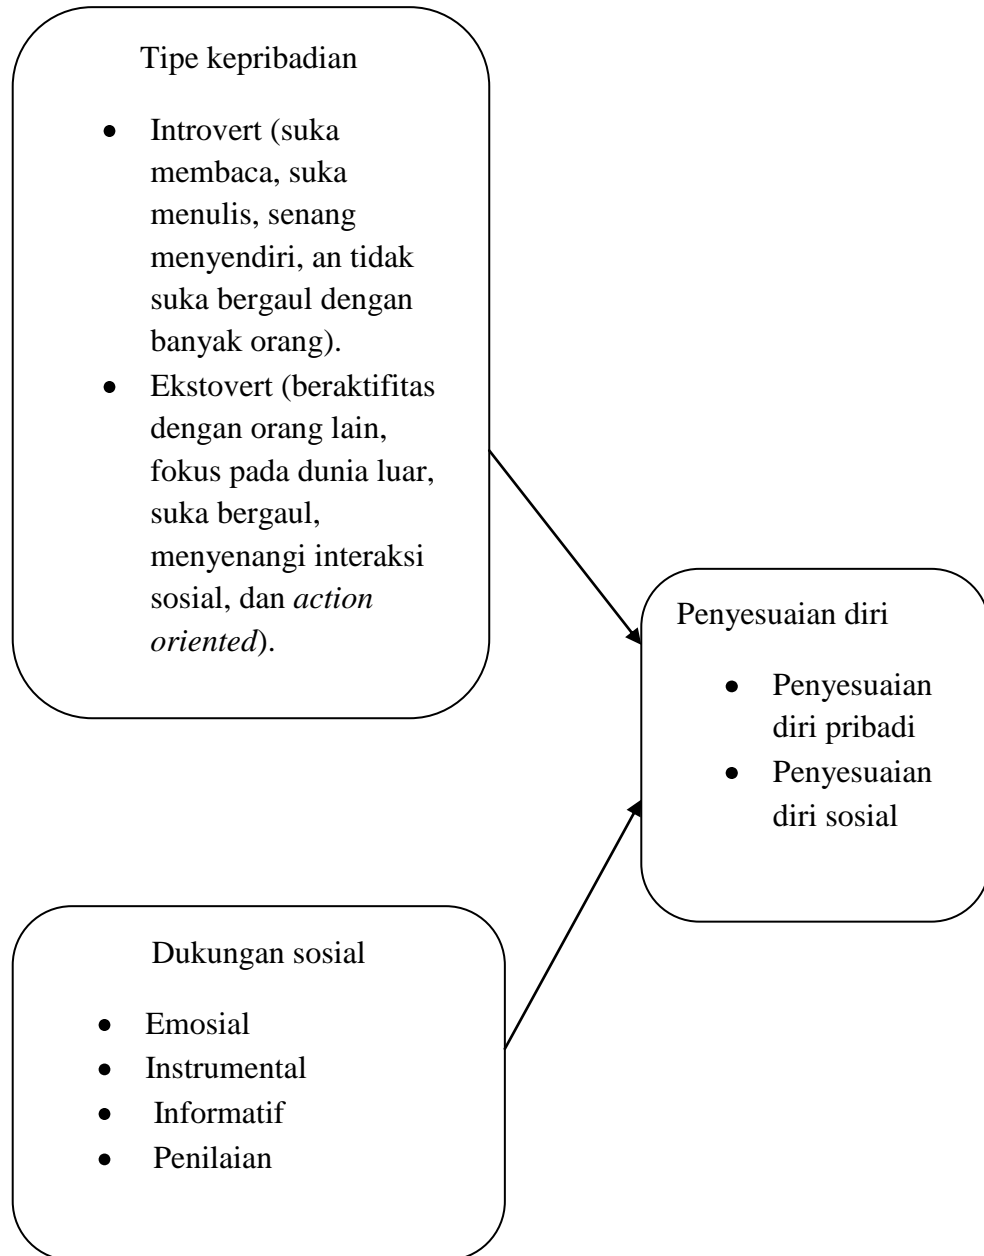 Tipe kepribadian
• Introvert (suka
membaca, suka
menulis, senang
menyendiri, an tidak
suka bergaul dengan
banyak orang).
• Ekstovert (beraktifitas
dengan orang lain,
fokus pada dunia luar,
suka bergaul,
menyenangi interaksi
sosial, dan action
oriented).
Penyesuaian diri
• Penyesuaian
diri pribadi
• Penyesuaian
diri sosial
Dukungan sosial
• Emosial
• Instrumental
• Informatif
• Penilaian